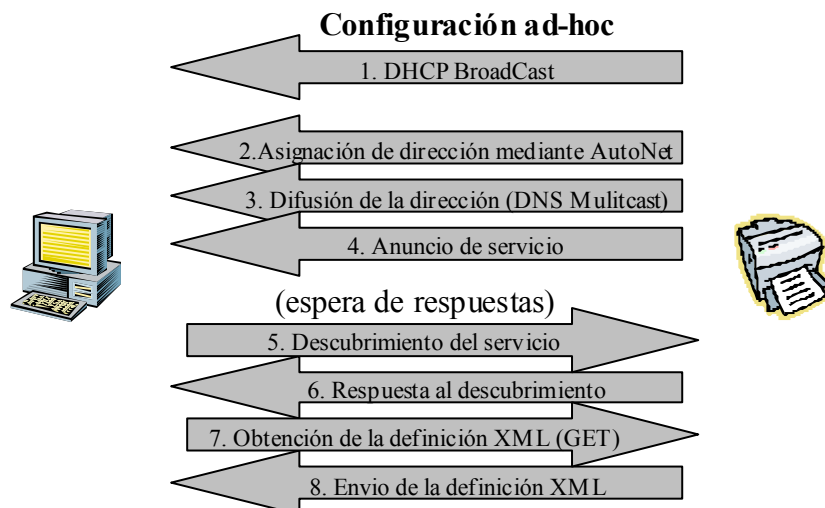 Configuración ad-hoc
1. DHCP BroadCast
2.Asignación de dirección mediante AutoNet
3. Difusión de la dirección (DNS Mulitcast)
4. Anuncio de servicio
(espera de respuestas)
5. Descubrimiento del servicio
6. Respuesta al descubrimiento
7. Obtención de la definición XML (GET)
8. Envio de la definición XML